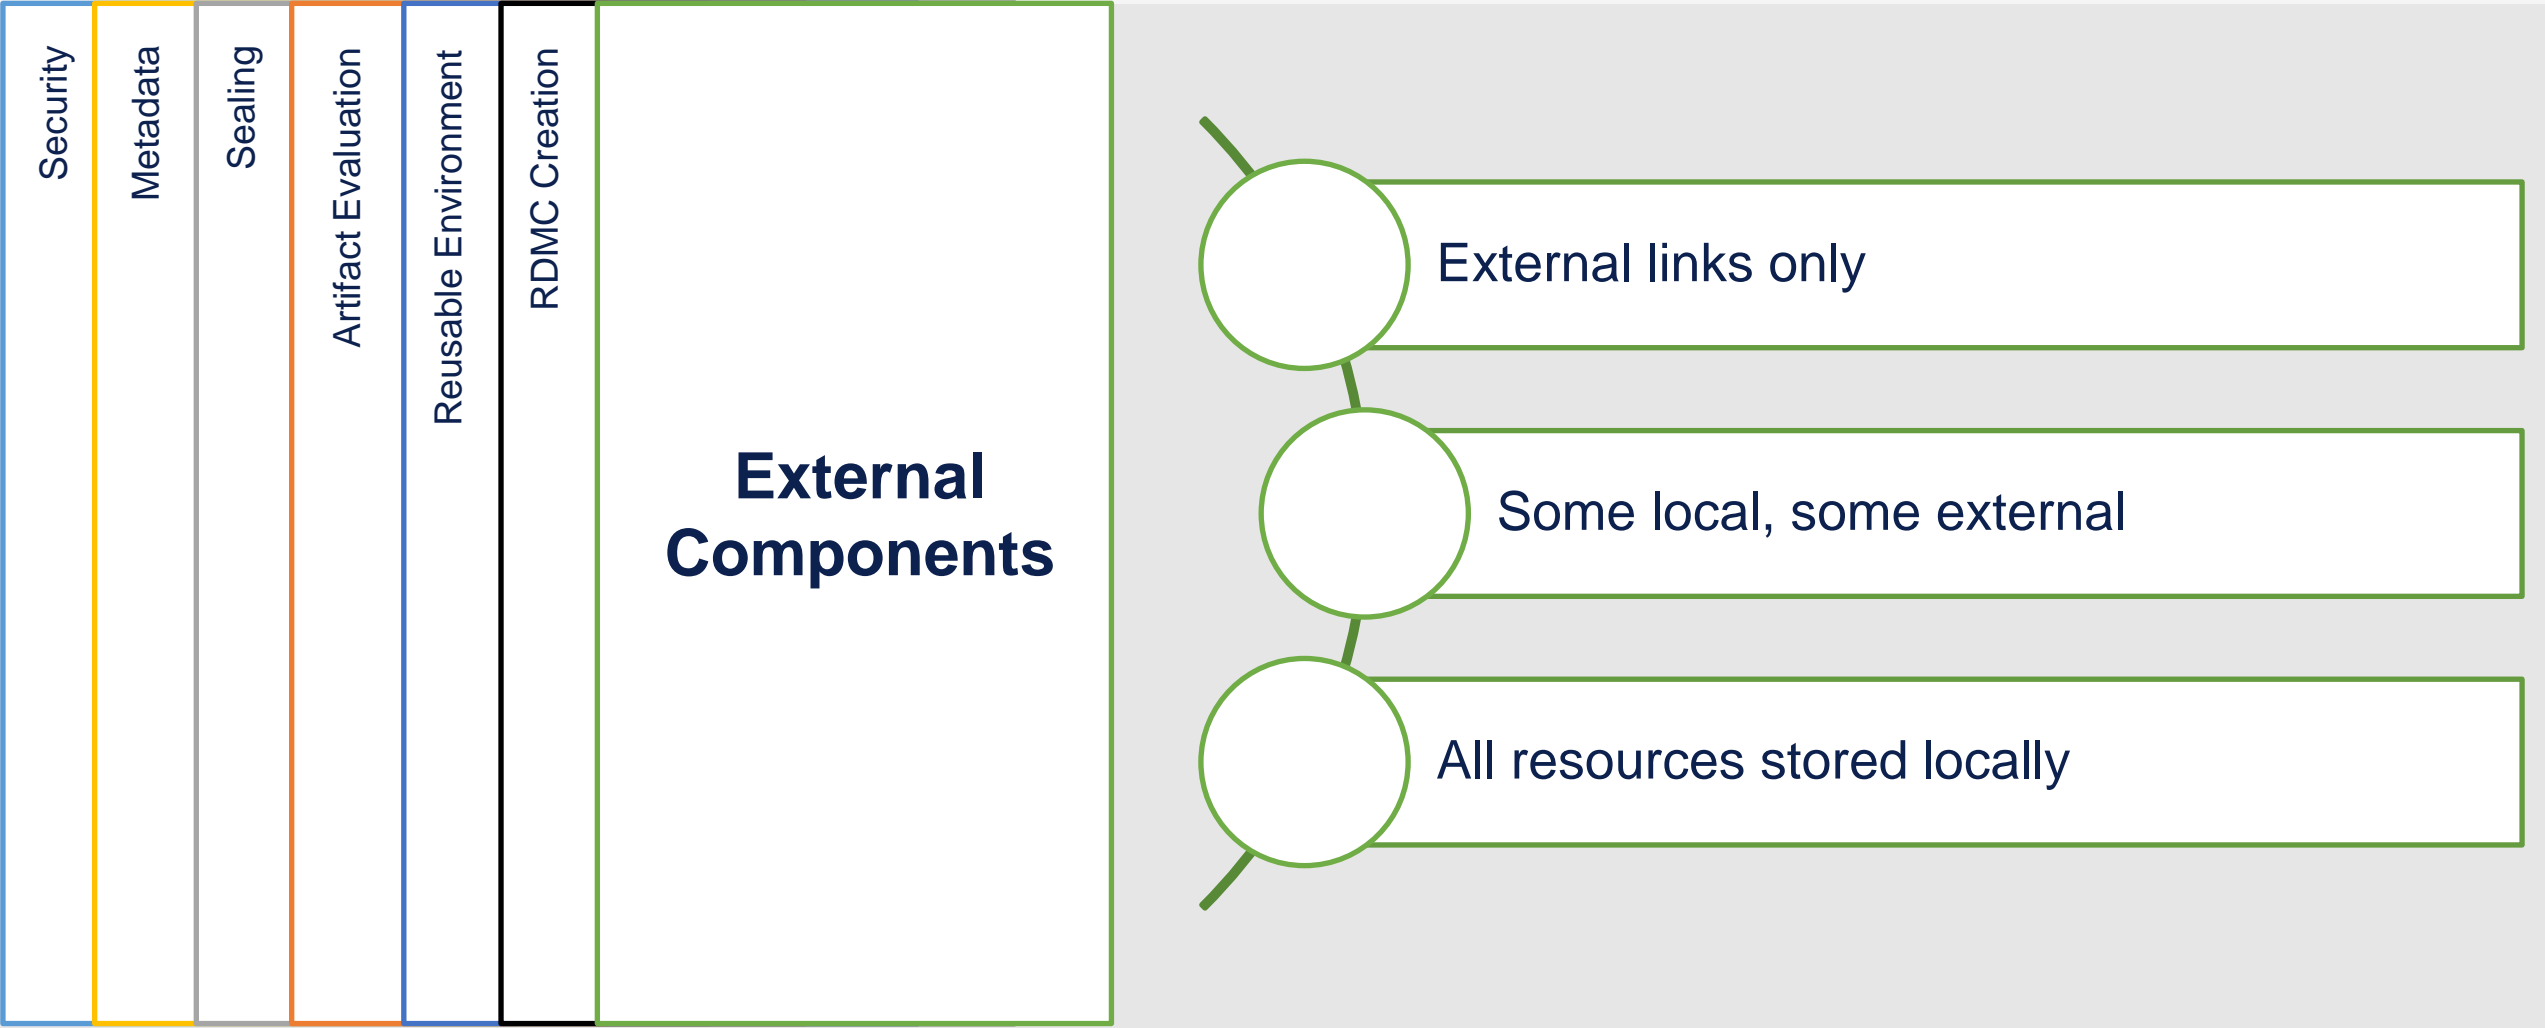 Security
Metadata
Sealing
Artifact Evaluation
Reusable Environment
RDMC Creation
External
Components
External links only
Some local, some external
All resources stored locally